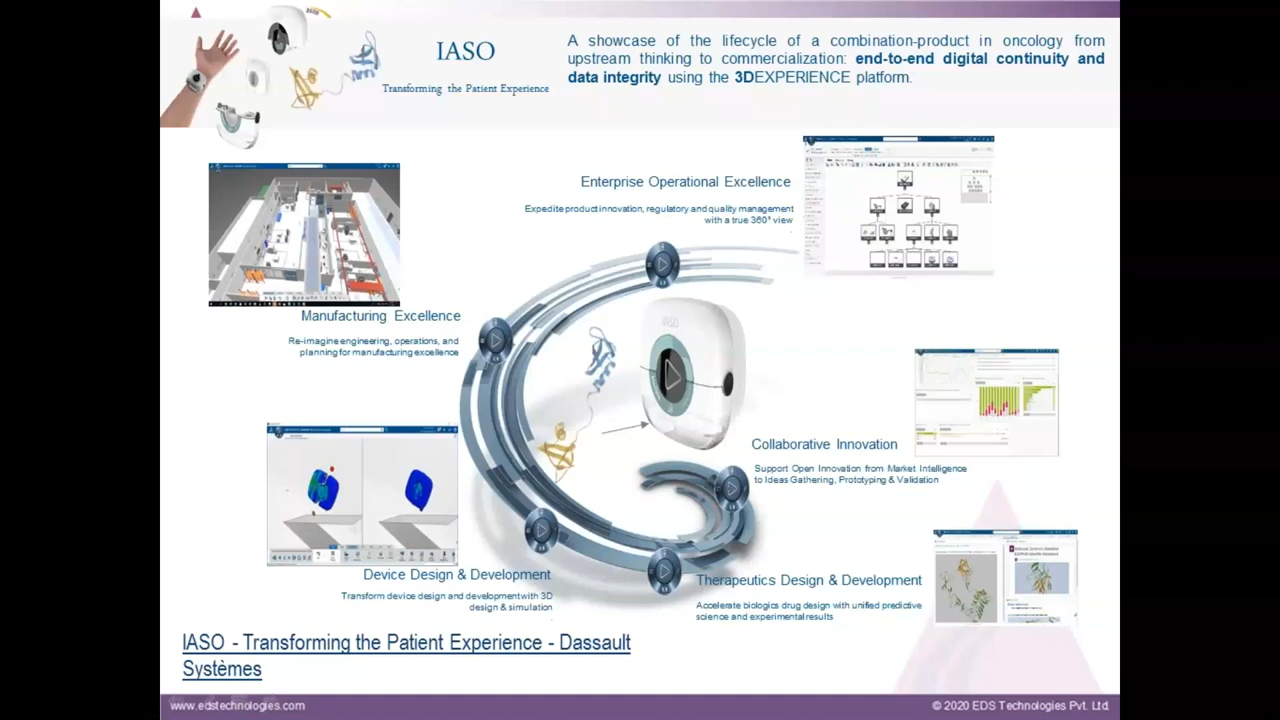 IASO
Transforming the Patient Experience
A showcase of the lifecycle of a combination-product in oncology from
upstream thinking to commercialization: end-to-end digital continuity and
data integrity using the 3DEXPERIENCE platform.
Enterprise Operational Excellence
Expedite product innovation, regulatory and quality management
with a true 360° view
Manufacturing Excellence
Re-imagine engineering, operations, and
planning for manufacturing excellence
IASO
Collaborative Innovation
Support Open Innovation from Market Intelligence
to Ideas Gathering, Prototyping & Validation
Device Design & Development
Transform device design and development with 3D
design & simulation
Therapeutics Design & Development
Accelerate biologics drug design with unified predictive
science and experimental results
IASO - Transforming the Patient Experience - Dassault
Systèmes
www.edstechnologies.com
© 2020 EDS Technologies Pvt. Ltd.